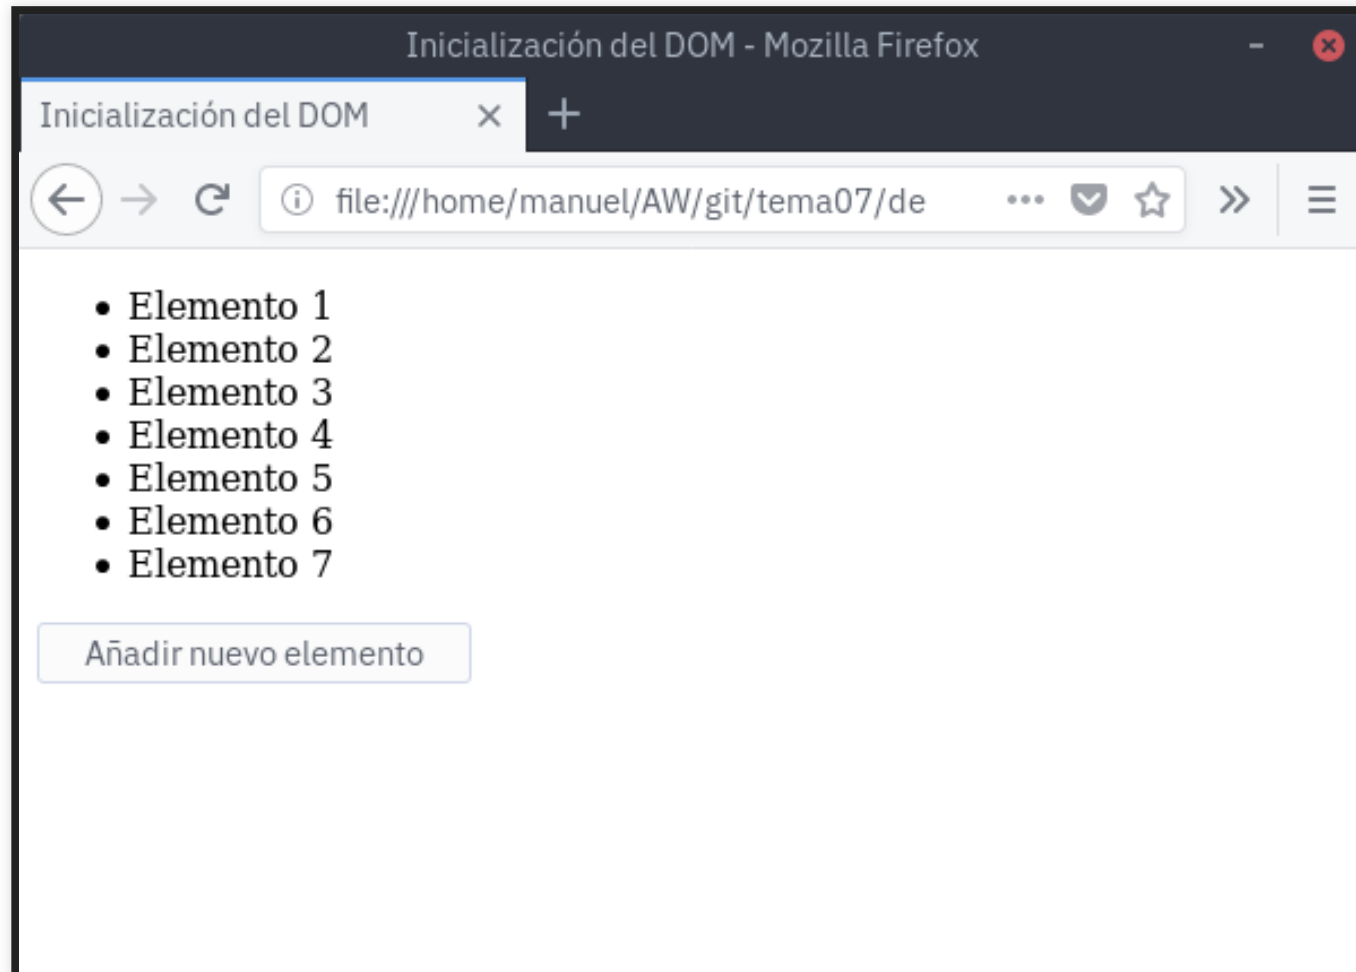 Inicialización del DOM - Mozilla Firefox
Inicialización del DOM
file:///home/manuel/AW/git/tema07/de
Elemento 1
Elemento 2
Elemento 3
Elemento 4
Elemento 5
Elemento 6
Elemento 7
Añadir nuevo elemento